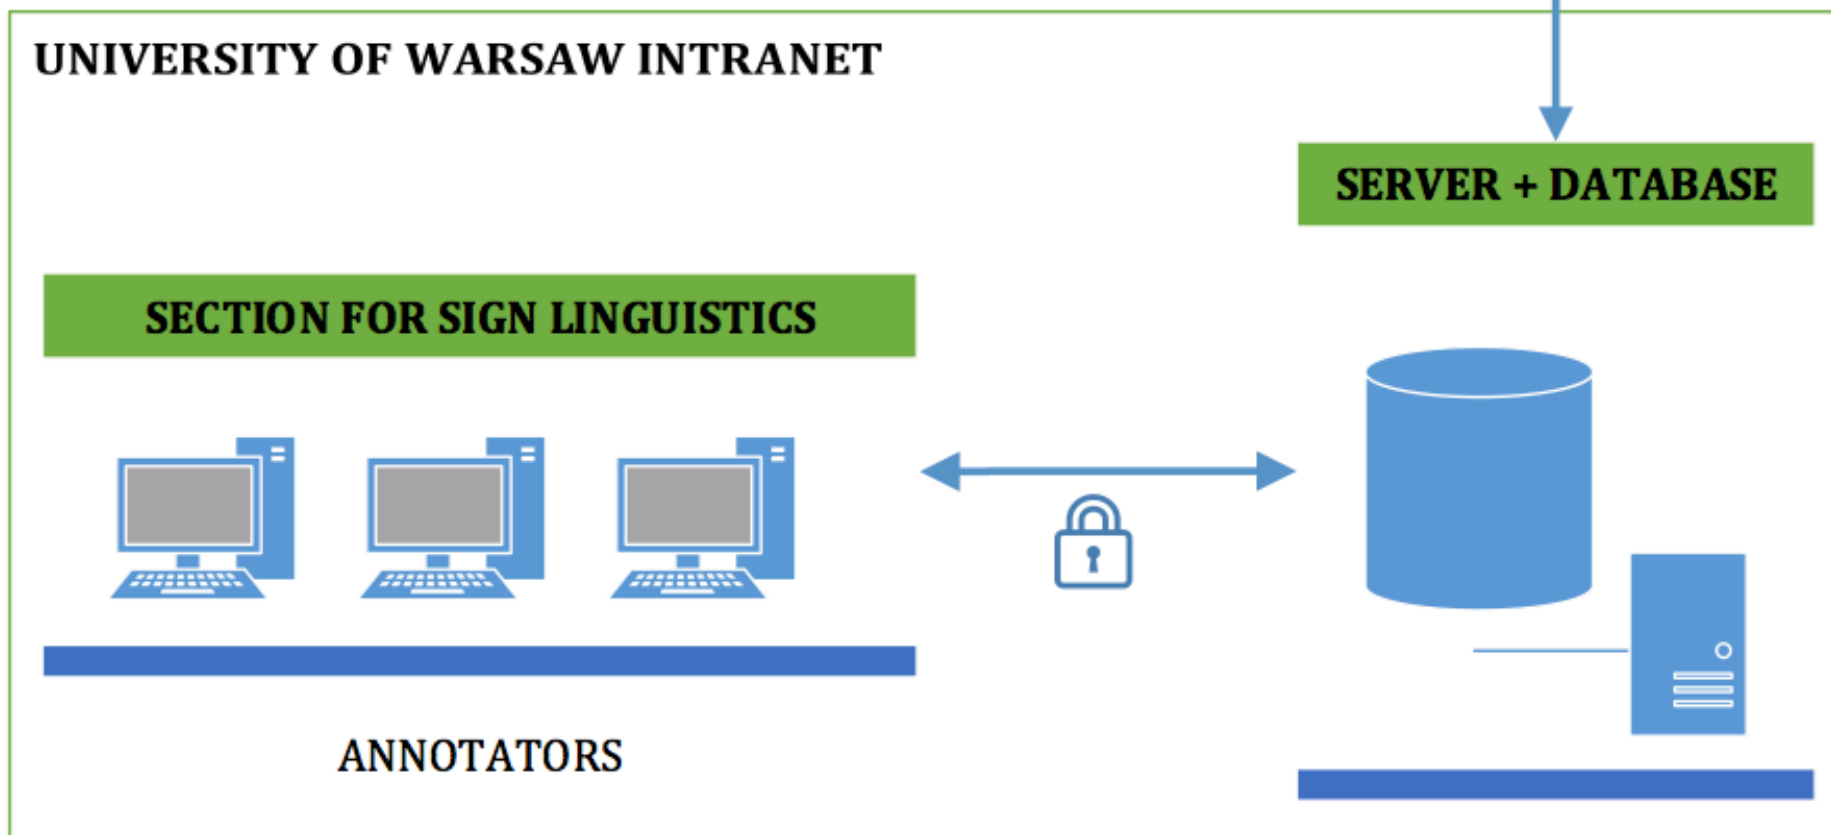 UNIVERSITY OF WARSAW INTRANET
SERVER + DATABASE
SECTION FOR SIGN LINGUISTICS
ANNOTATORS